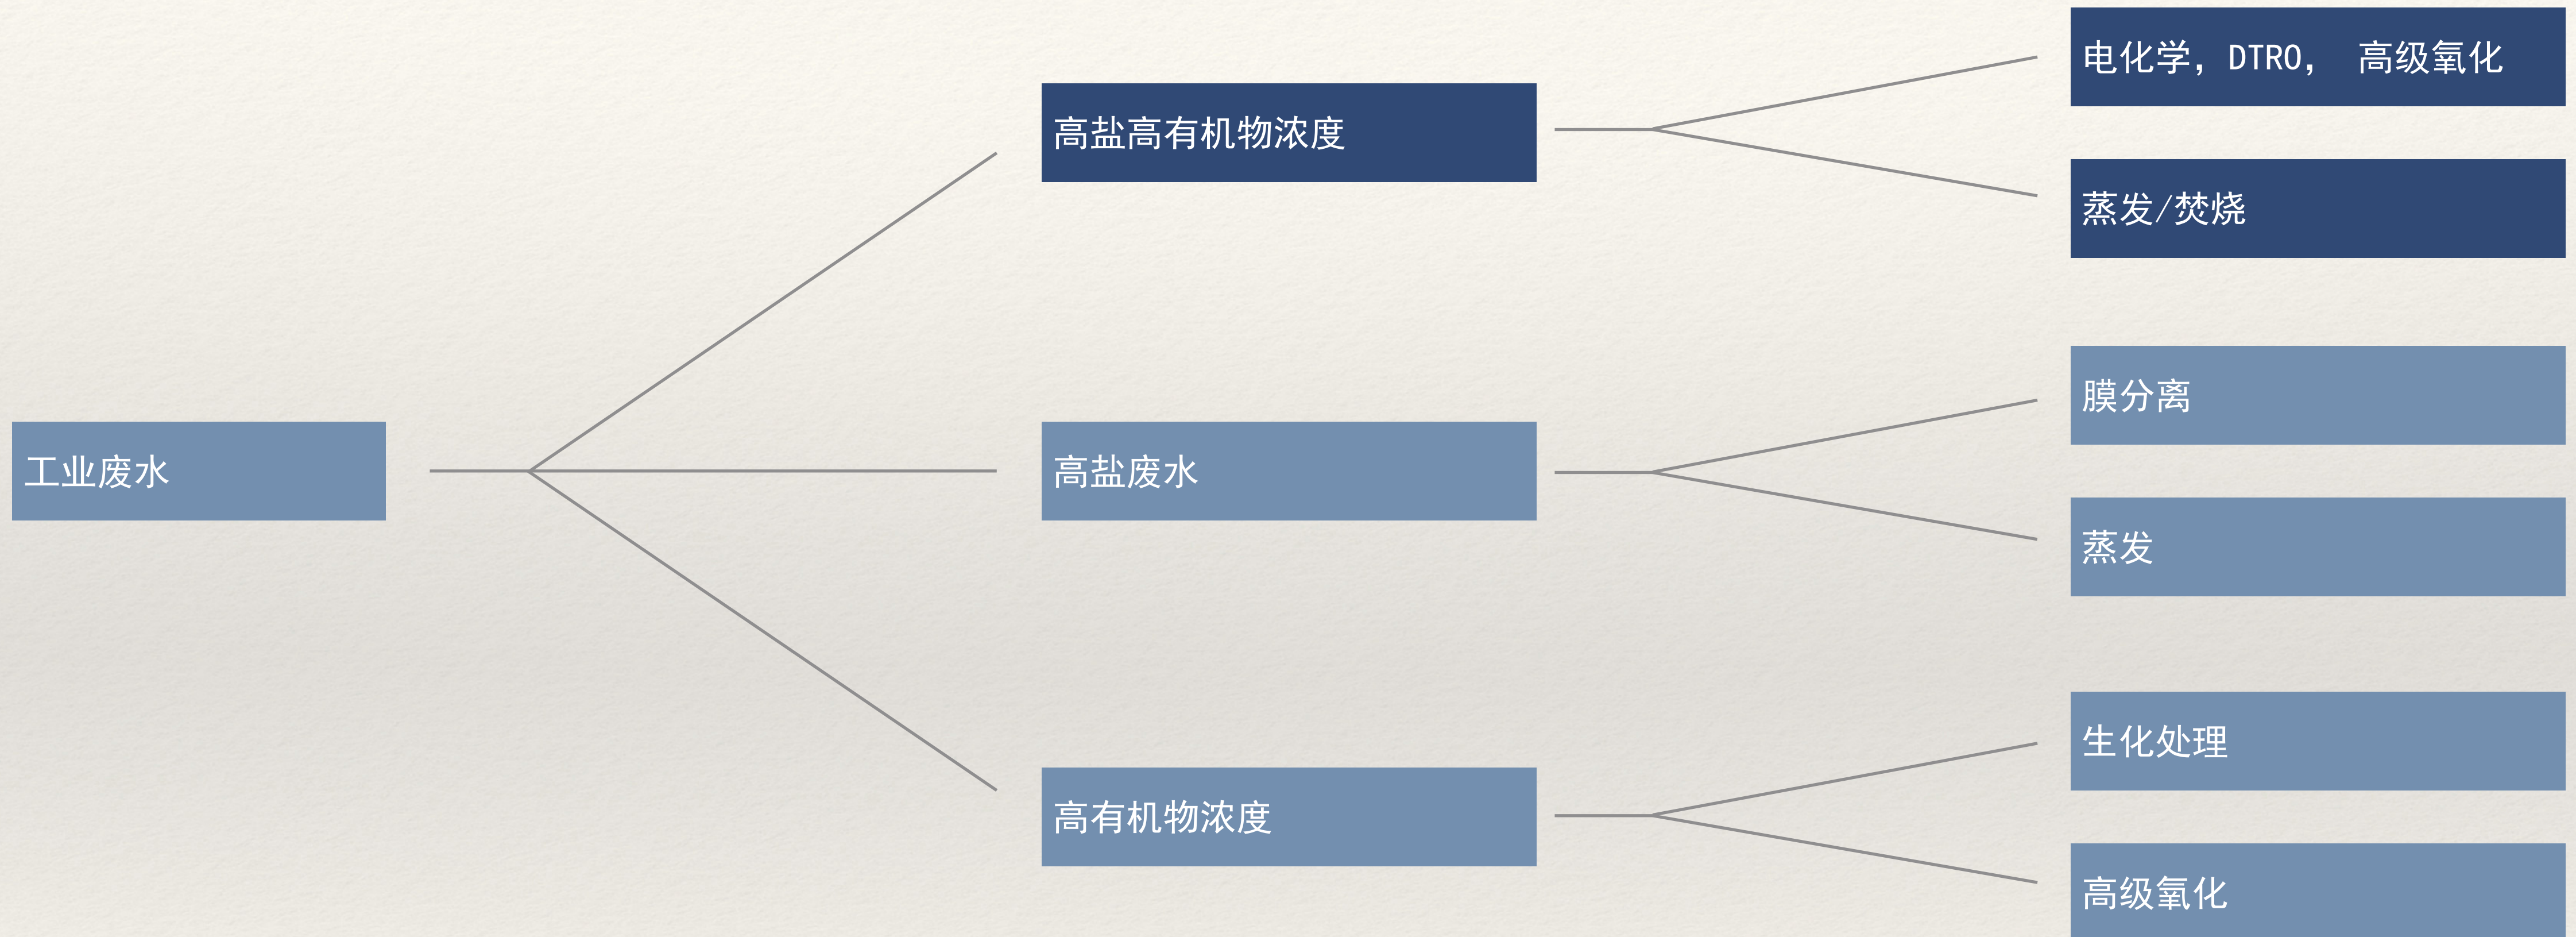 工业废水
高盐高有机物浓度
电化学，DTRO， 高级氧化
蒸发/焚烧
高盐废水
膜分离
蒸发
高有机物浓度
生化处理
高级氧化